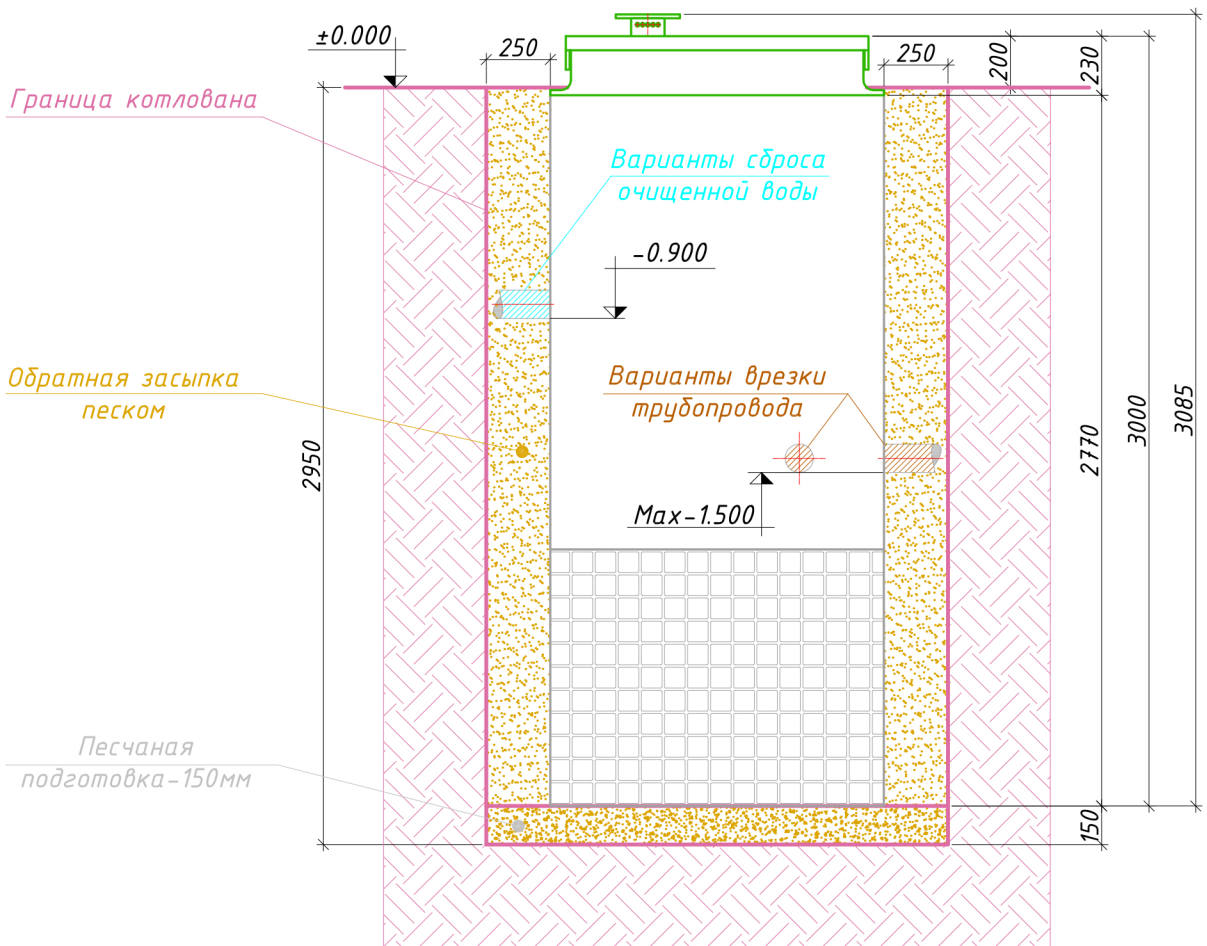 ±0.000
250
250
200
230
Граница котлована
Варианты сброса
очищенной воды
-0.900
Обратная засыпка
песком
Варианты врезки
трубопровода
Max-1.500
2950
2770
3000
3085
Песчаная
подготовка-150мм
150